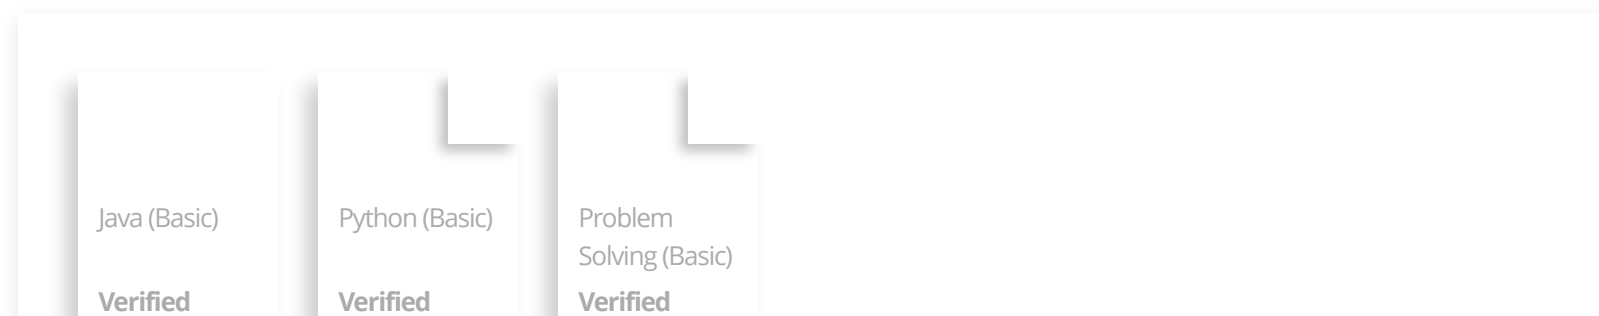 Java (Basic)
Verified
Python (Basic)
Verified
Problem
Solving (Basic)
Verified